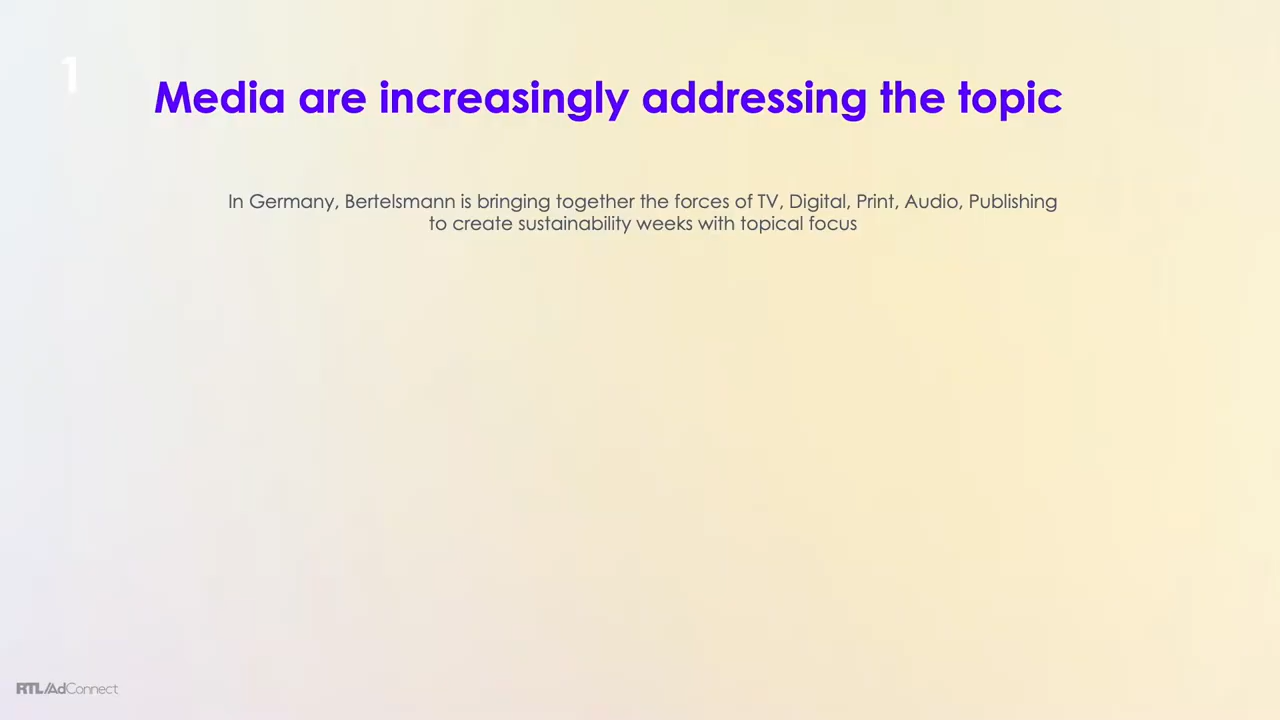 1
Media are increasingly addressing the topic
In Germany, Bertelsmann is bringing together the forces of TV, Digital, Print, Audio, Publishing
to create sustainability weeks with topical focus
RTL/AdConnect